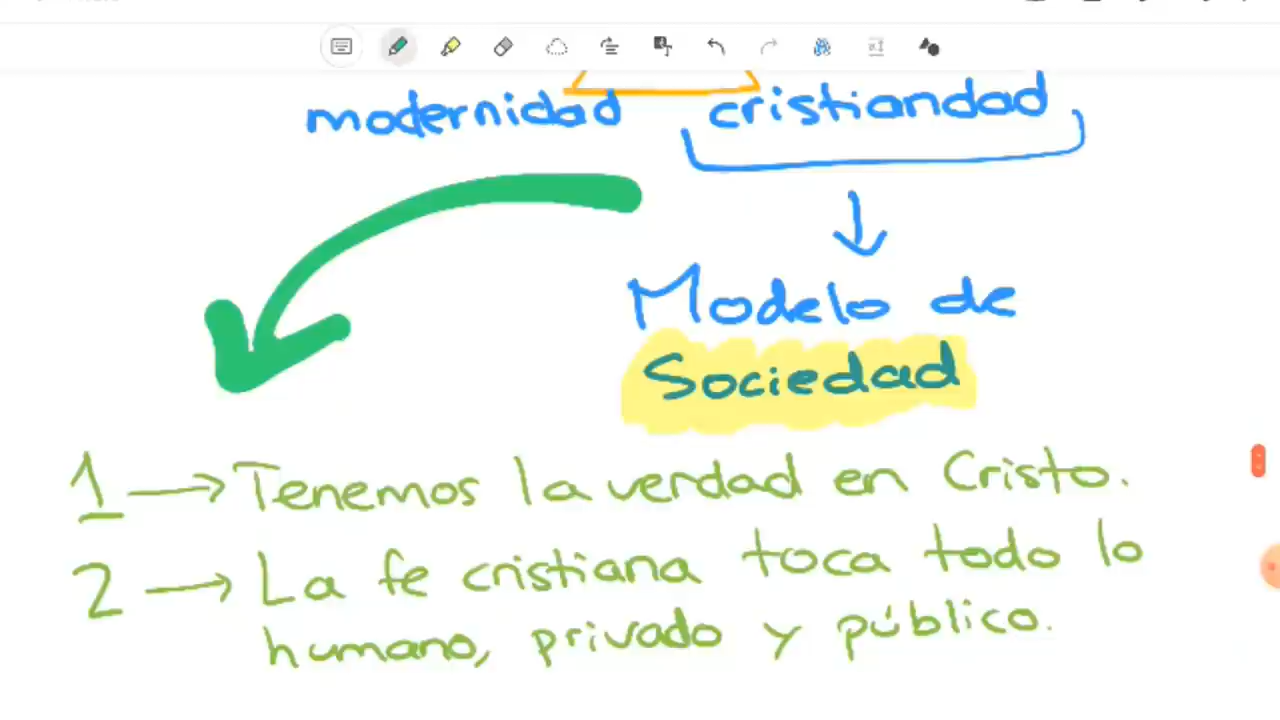 modernidad cristiandad
Modelo de
Sociedad
1 → Tenemos la verdad en Cristo.
2 → La fe cristiana toca todo lo
humano, privado y público.